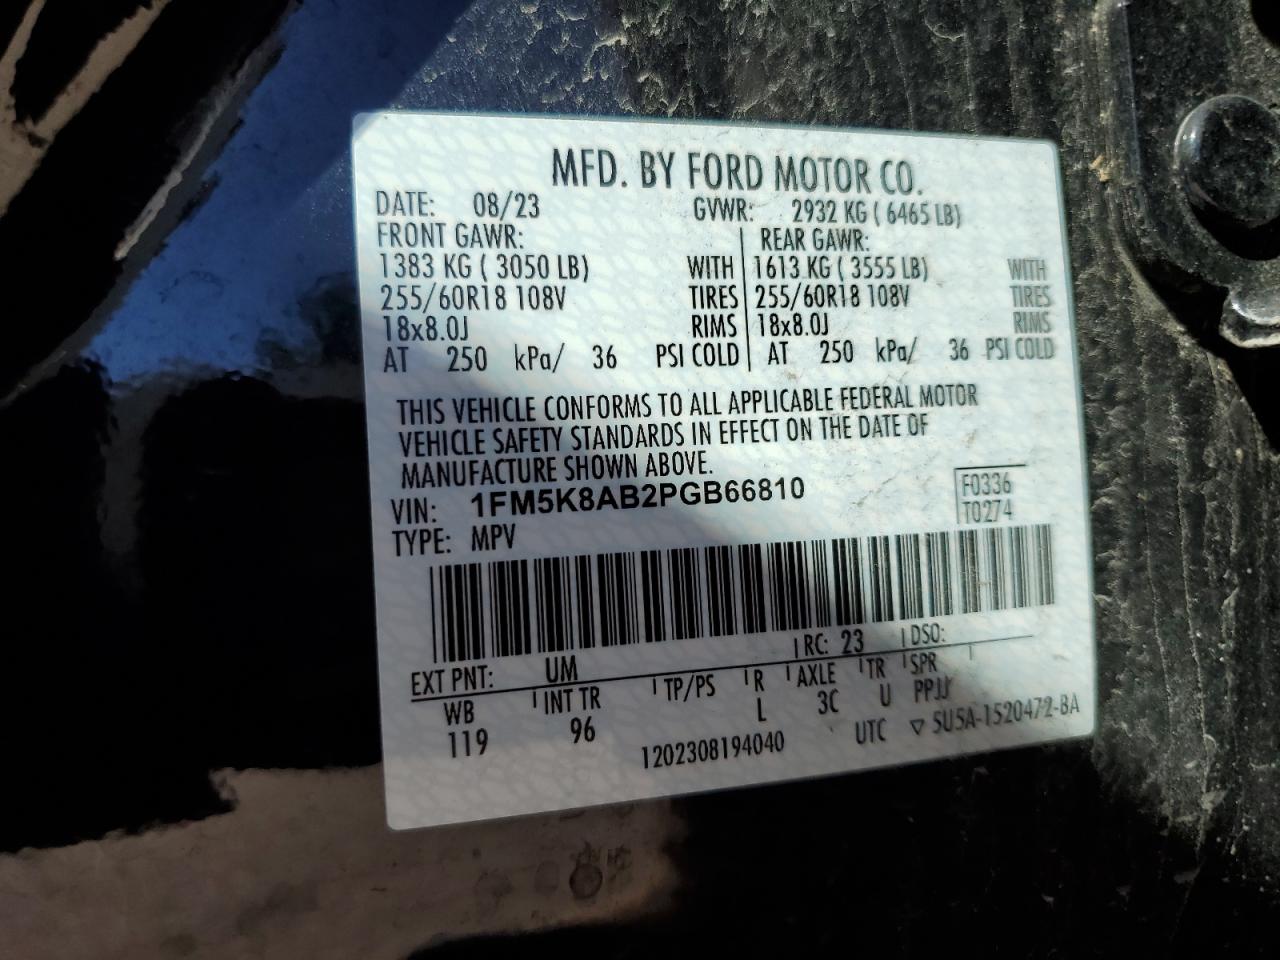 MFD. BY FORD MOTOR CO.
DATE: 08/23 GVWR: 2932 KG ( 6465 LB)
FRONT GAWR: REAR GAWR:
1383 KG ( 3050 LB) WITH 1613 KG ( 3555 LB) WITH
255/60R18 108V TIRES 255/60R18 108V TIRES
18x8.0J RIMS 18x8.0J RIMS
AT 250 kPa/ 36 PSI COLD AT 250 kPa/ 36 PSI COLD
THIS VEHICLE CONFORMS TO ALL APPLICABLE FEDERAL MOTOR
VEHICLE SAFETY STANDARDS IN EFFECT ON THE DATE OF
MANUFACTURE SHOWN ABOVE.
VIN: 1FM5K8AB2PGB66810 F0336
TYPE: MPV T0274
EXT PNT: UM RC: 23 DSO:
WB INT TR TP/PS R AXLE TR SPR
119 96 L 3C U PPJJ
1202308194040 UTC ▽ 5U5A-1520472-BA